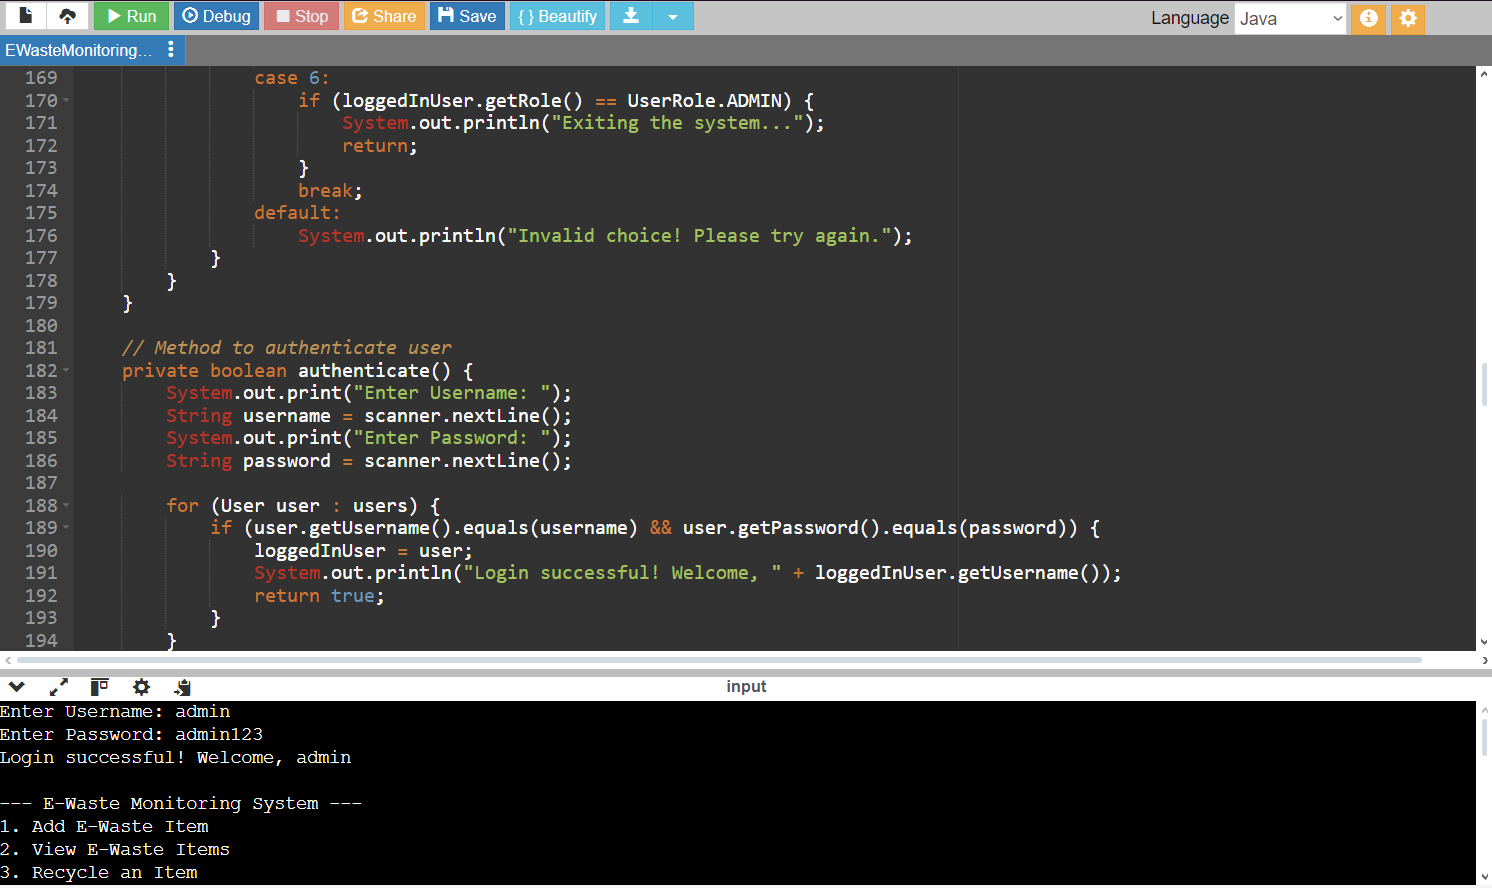 Run Debug Stop Share Save { } Beautify Language Java
EWasteMonitoring...
169 case 6:
170 if (loggedInUser.getRole() == UserRole.ADMIN) {
171 System.out.println("Exiting the system...");
172 return;
173 }
174 break;
175 default:
176 System.out.println("Invalid choice! Please try again.");
177 }
178 }
179 }
180
181 // Method to authenticate user
182 private boolean authenticate() {
183 System.out.print("Enter Username: ");
184 String username = scanner.nextLine();
185 System.out.print("Enter Password: ");
186 String password = scanner.nextLine();
187
188 for (User user : users) {
189 if (user.getUsername().equals(username) && user.getPassword().equals(password)) {
190 loggedInUser = user;
191 System.out.println("Login successful! Welcome, " + loggedInUser.getUsername());
192 return true;
193 }
194 }
input
Enter Username: admin
Enter Password: admin123
Login successful! Welcome, admin
--- E-Waste Monitoring System ---
1. Add E-Waste Item
2. View E-Waste Items
3. Recycle an Item